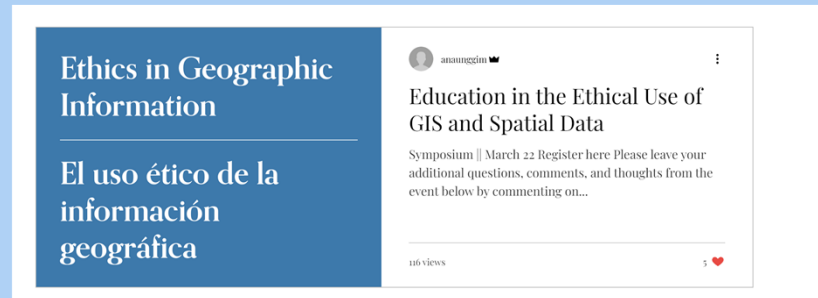 Ethics in Geographic
Information
El uso ético de la
información
geográfica
anaunggim
Education in the Ethical Use of
GIS and Spatial Data
Symposium || March 22 Register here Please leave your
additional questions, comments, and thoughts from the
event below by commenting on...
116 views
5